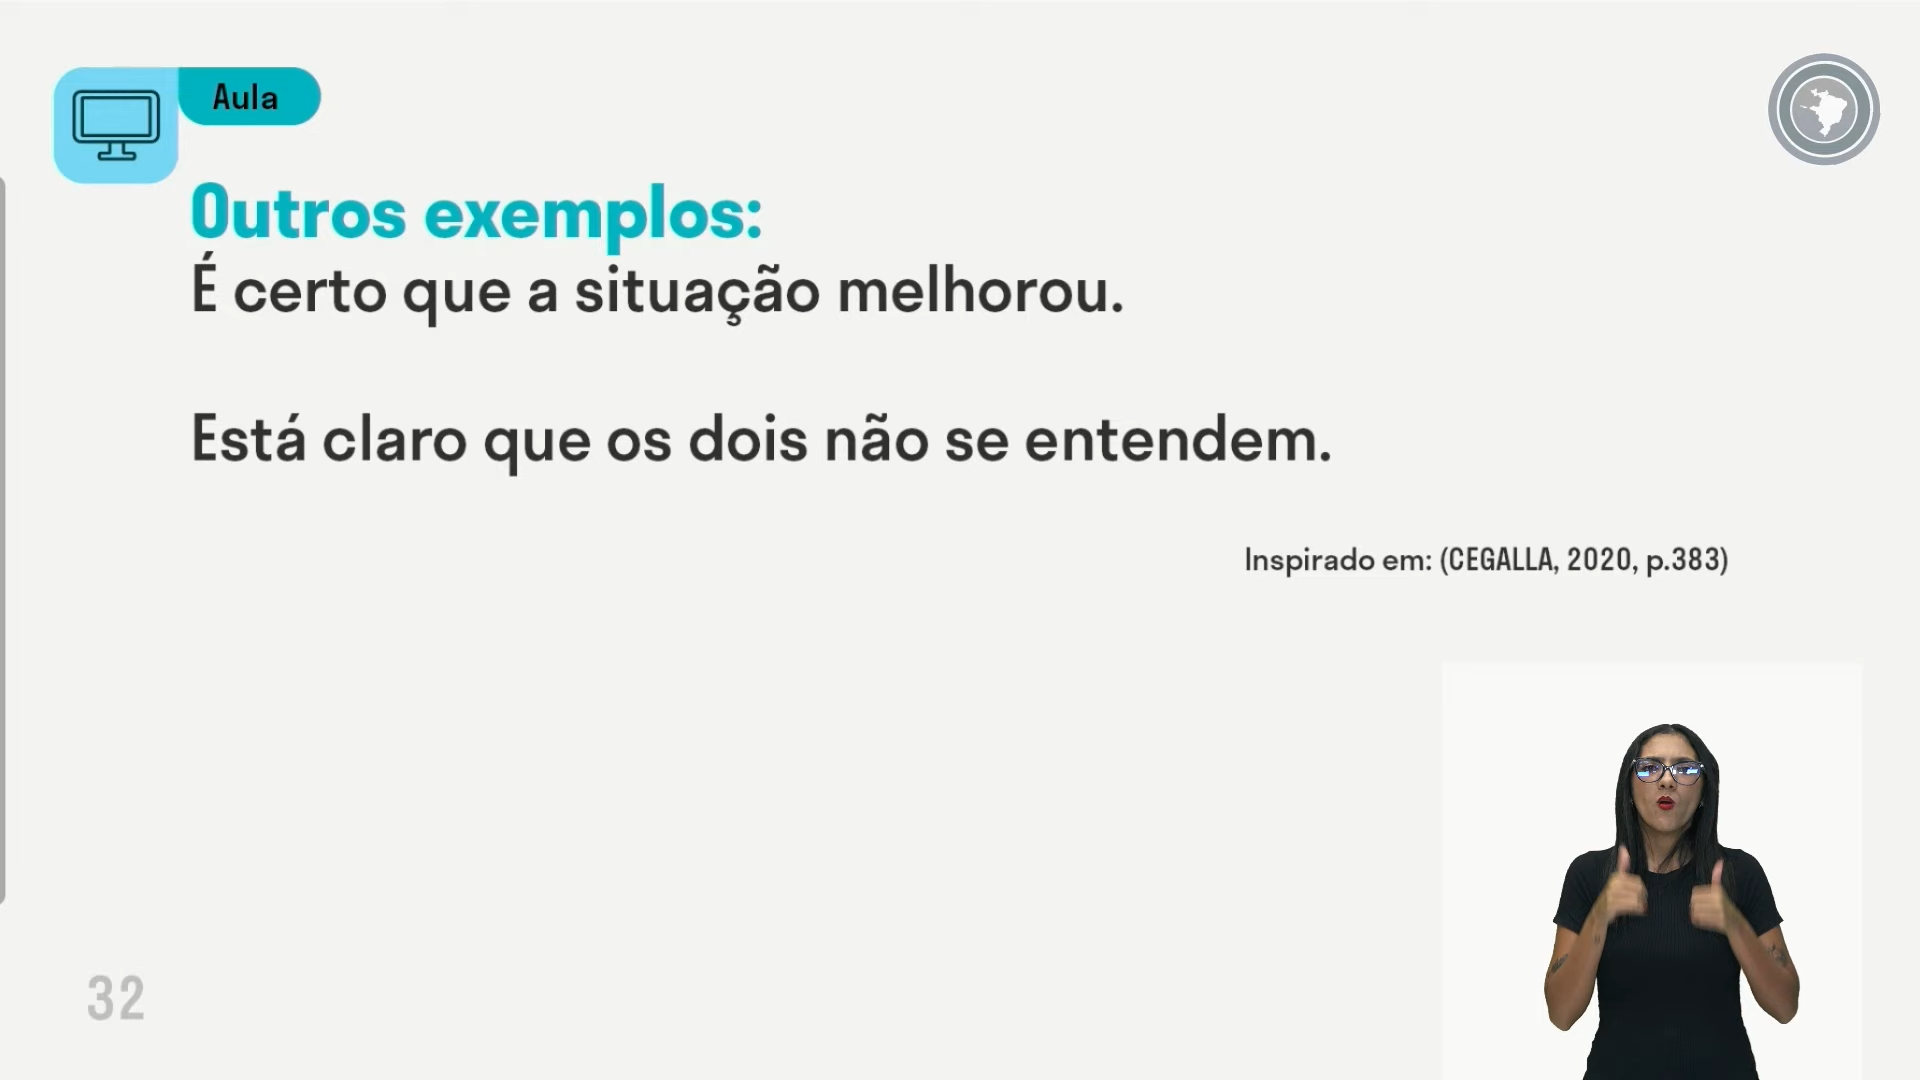 Aula
Outros exemplos:
É certo que a situação melhorou.
Está claro que os dois não se entendem.
Inspirado em: (CEGALLA, 2020, p.383)
32